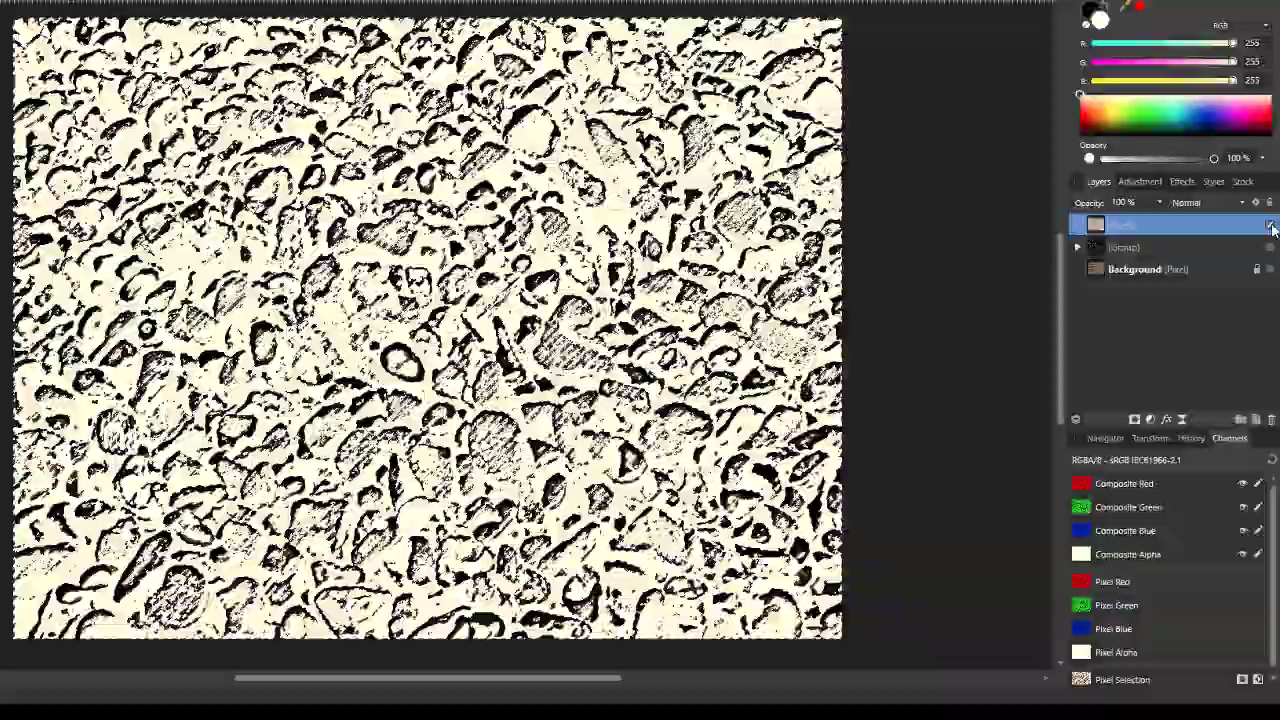 RGB
R: 255
G: 255
B: 255
Opacity
100 %
Layers Adjustment Effects Styles Stock
Opacity: 100 % Normal
(Group)
Background (Pixel)
Navigator Transform History Channels
RGBA/8 - sRGB IEC61966-2.1
Composite Red
Composite Green
Composite Blue
Composite Alpha
Pixel Red
Pixel Green
Pixel Blue
Pixel Alpha
Pixel Selection